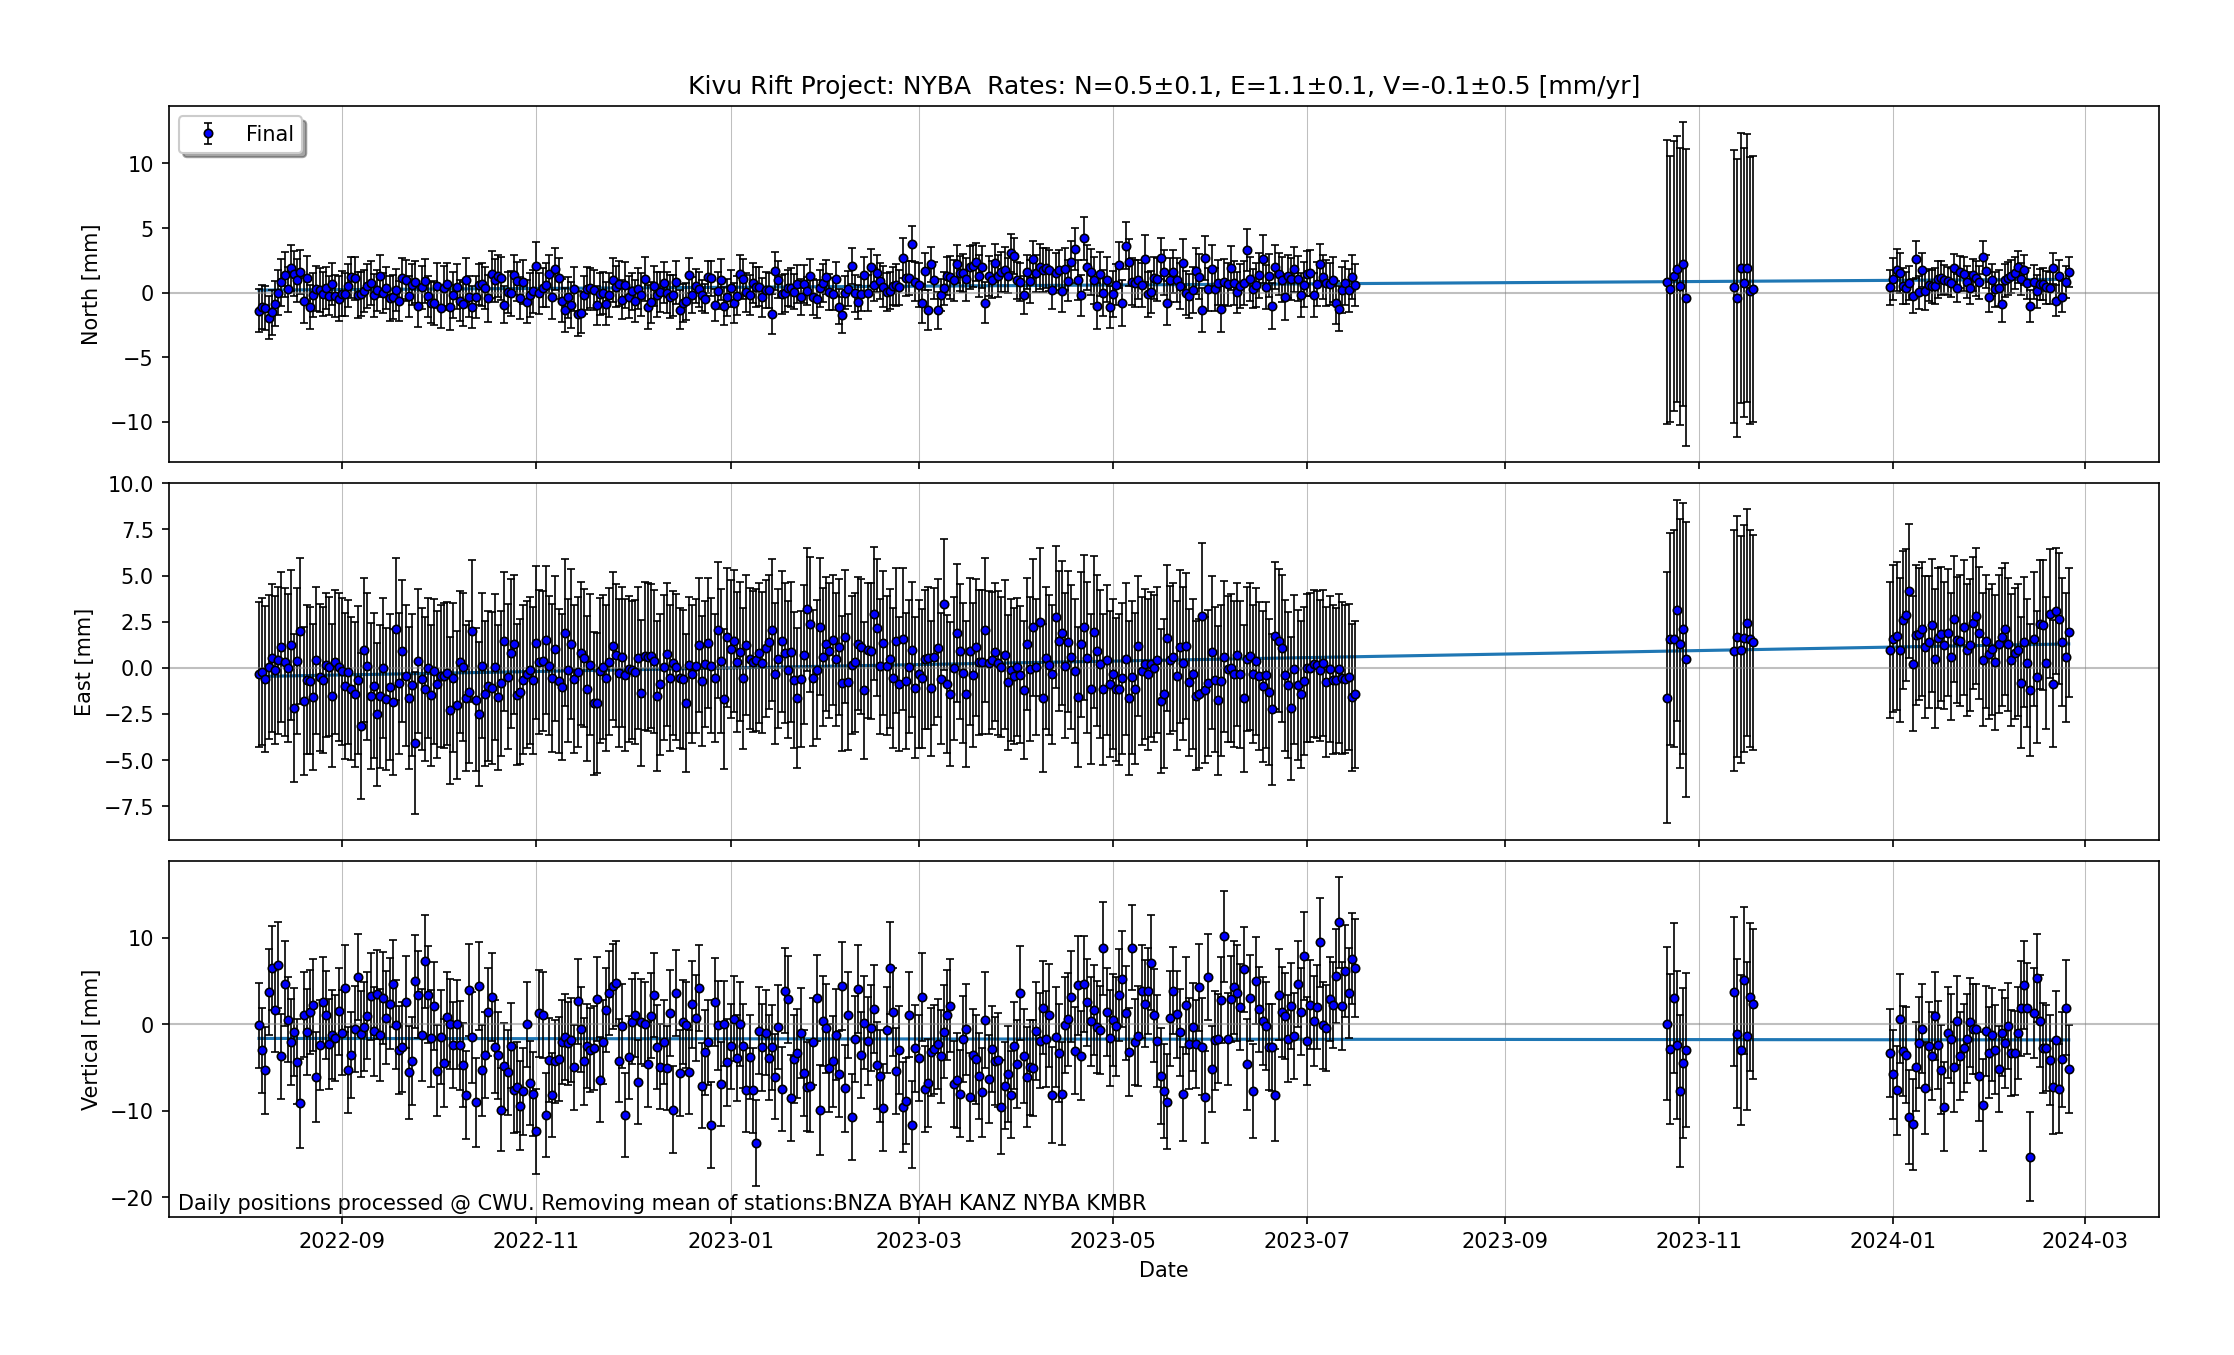 Kivu Rift Project: NYBA  Rates: N=0.5±0.1, E=1.1±0.1, V=-0.1±0.5 [mm/yr]
Final
North [mm]
10
5
0
−5
−10
East [mm]
10.0
7.5
5.0
2.5
0.0
−2.5
−5.0
−7.5
Vertical [mm]
10
0
−10
−20
Daily positions processed @ CWU. Removing mean of stations:BNZA BYAH KANZ NYBA KMBR
2022-09 2022-11 2023-01 2023-03 2023-05 2023-07 2023-09 2023-11 2024-01 2024-03
Date